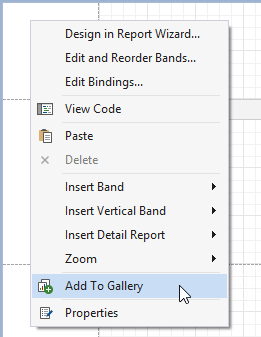 Design in Report Wizard...
Edit and Reorder Bands...
Edit Bindings...
View Code
Paste
Delete
Insert Band
Insert Vertical Band
Insert Detail Report
Zoom
Add To Gallery
Properties